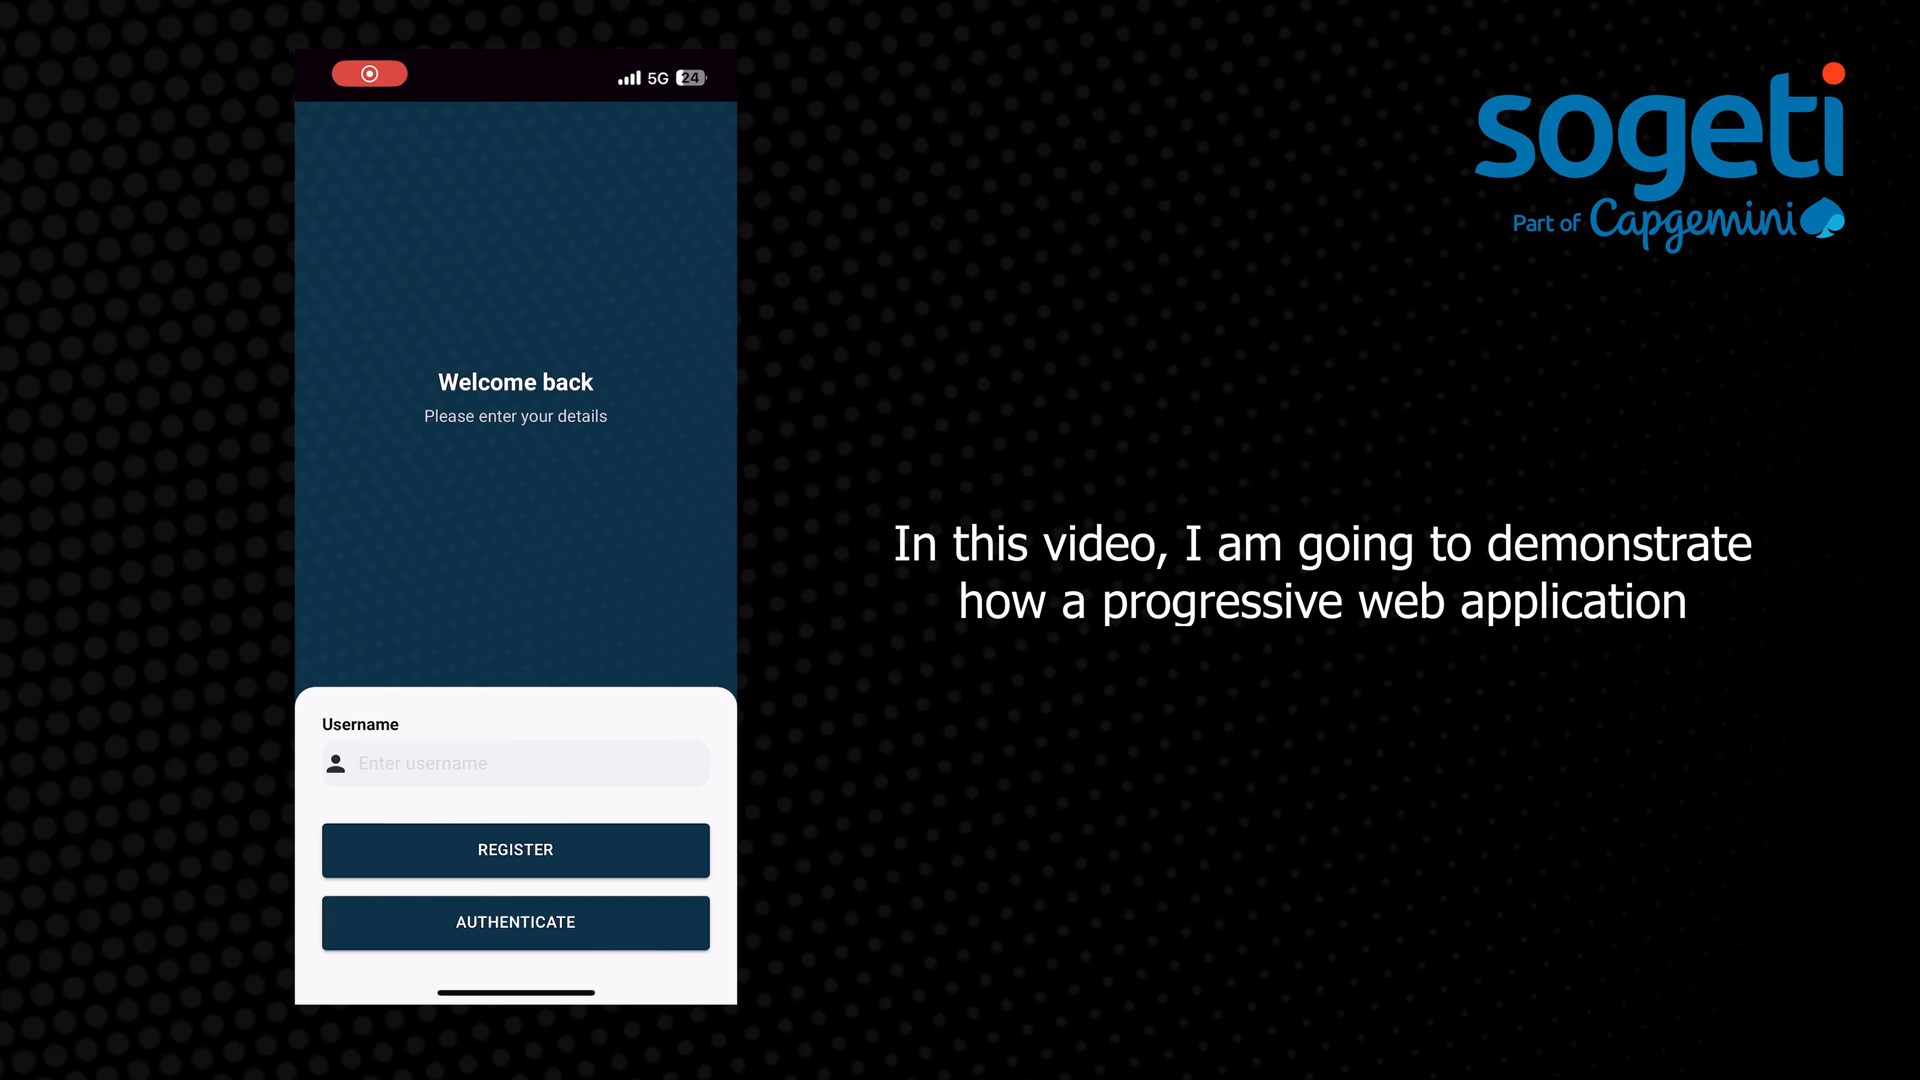 5G 24
Welcome back
Please enter your details
Username
Enter username
REGISTER
AUTHENTICATE
sogeti
Part of Capgemini
In this video, I am going to demonstrate
how a progressive web application